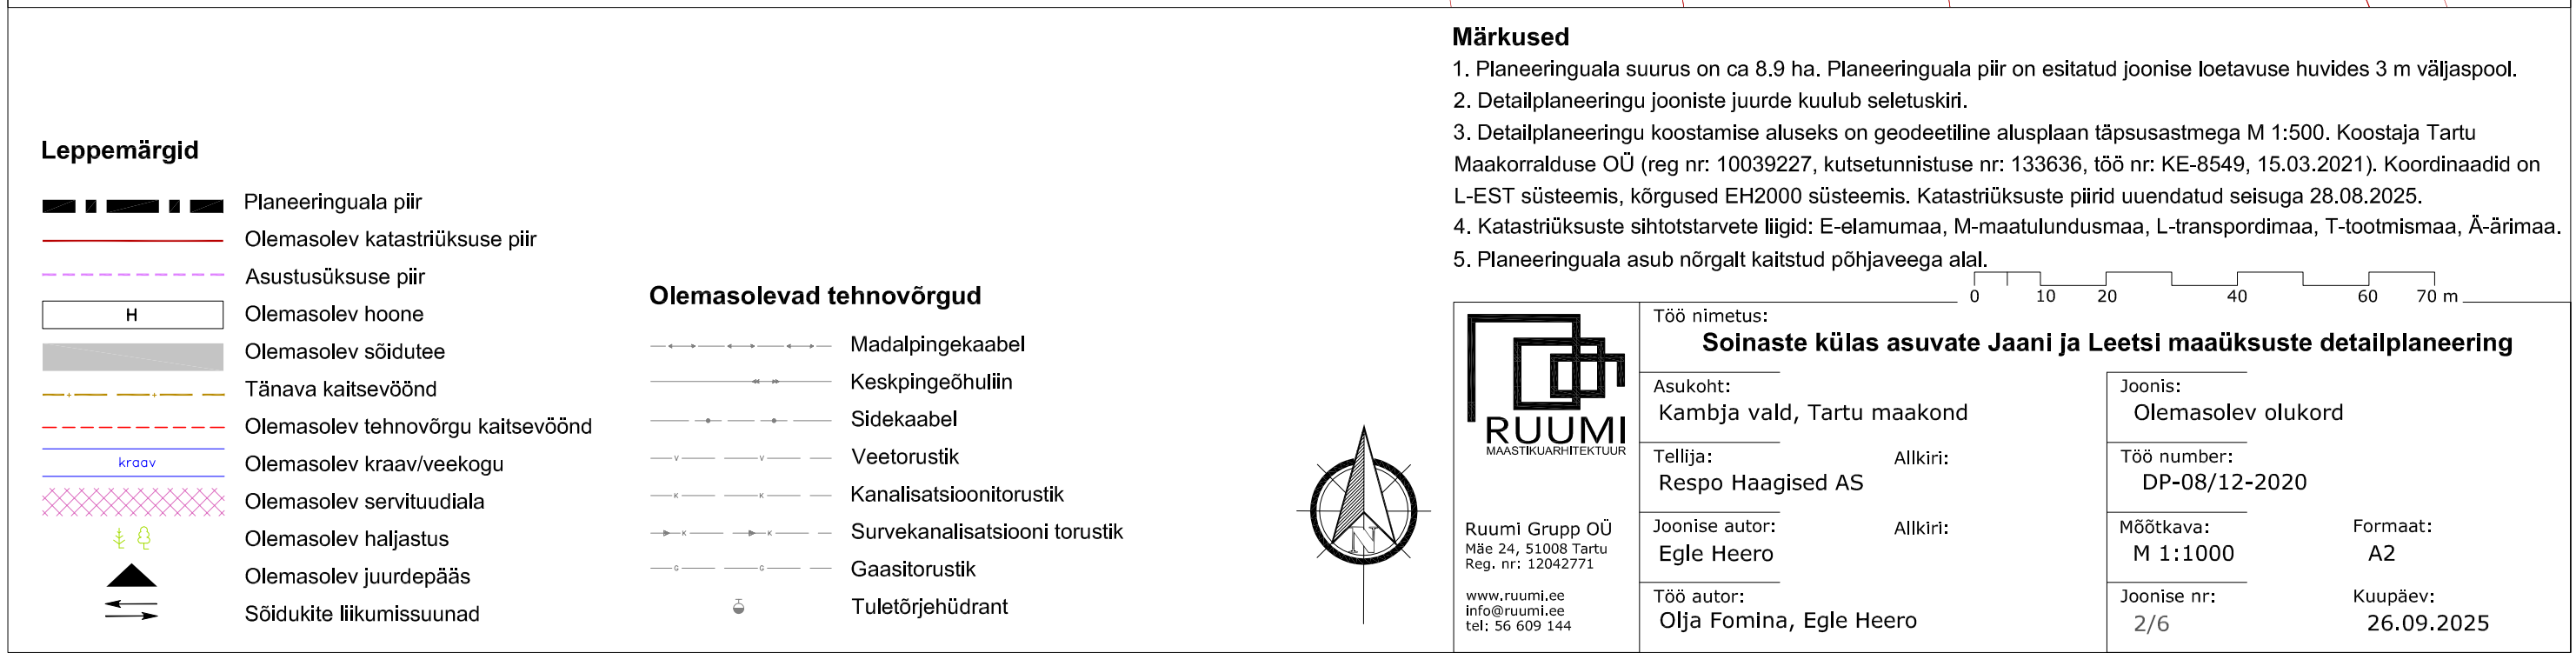 Leppemärgid
Planeeringuala piir
Olemasolev katastriüksuse piir
Asustusüksuse piir
H
Olemasolev hoone
Olemasolev sõidutee
Tänava kaitsevöönd
Olemasolev tehnovõrgu kaitsevöönd
kraav
Olemasolev kraav/veekogu
Olemasolev servituudiala
Olemasolev haljastus
Olemasolev juurdepääs
Sõidukite liikumissuunad
Olemasolevad tehnovõrgud
Madalpingekaabel
Keskpingeõhuliin
Sidekaabel
V V
Veetorustik
K K
Kanalisatsioonitorustik
K K
Survekanalisatsiooni torustik
G G
Gaasitorustik
Tuletõrjehüdrant
N
Märkused
1. Planeeringuala suurus on ca 8.9 ha. Planeeringuala piir on esitatud joonise loetavuse huvides 3 m väljaspool.
2. Detailplaneeringu jooniste juurde kuulub seletuskiri.
3. Detailplaneeringu koostamise aluseks on geodeetiline alusplaan täpsusastmega M 1:500. Koostaja Tartu
Maakorralduse OÜ (reg nr: 10039227, kutsetunnistuse nr: 133636, töö nr: KE-8549, 15.03.2021). Koordinaadid on
L-EST süsteemis, kõrgused EH2000 süsteemis. Katastriüksuste piirid uuendatud seisuga 28.08.2025.
4. Katastriüksuste sihtotstarvete liigid: E-elamumaa, M-maatulundusmaa, L-transpordimaa, T-tootmismaa, Ä-ärimaa.
5. Planeeringuala asub nõrgalt kaitstud põhjaveega alal.
0 10 20 40 60 70 m
RUUMI
MAASTIKUARHITEKTUUR
Ruumi Grupp OÜ
Mäe 24, 51008 Tartu
Reg. nr: 12042771
www.ruumi.ee
info@ruumi.ee
tel: 56 609 144
Töö nimetus:
Soinaste külas asuvate Jaani ja Leetsi maaüksuste detailplaneering
Asukoht:
Kambja vald, Tartu maakond
Joonis:
Olemasolev olukord
Tellija: Allkiri:
Respo Haagised AS
Töö number:
DP-08/12-2020
Joonise autor: Allkiri:
Egle Heero
Mõõtkava: Formaat:
M 1:1000 A2
Töö autor:
Olja Fomina, Egle Heero
Joonise nr: Kuupäev:
2/6 26.09.2025